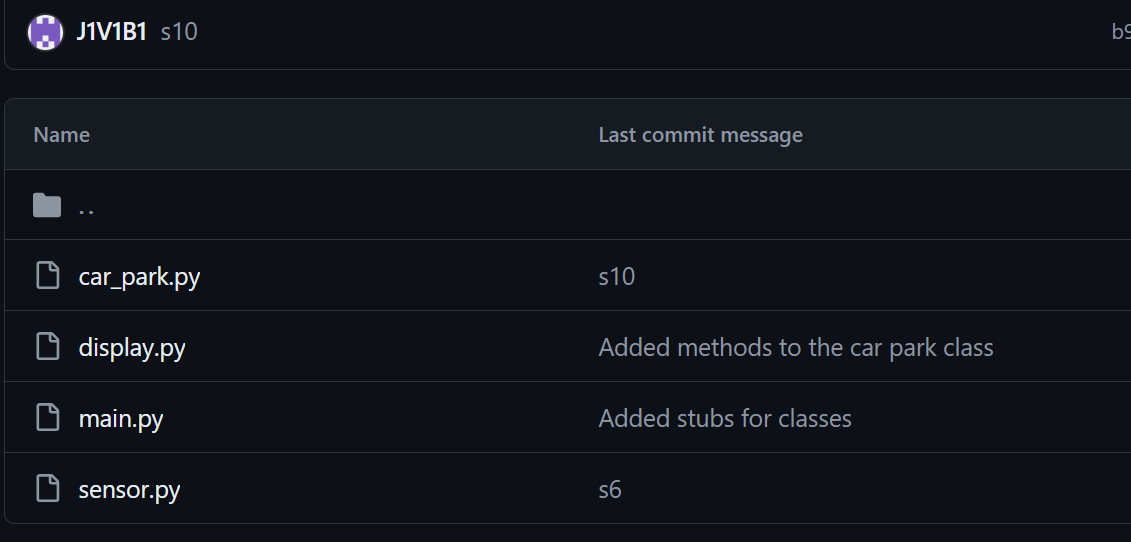 J1V1B1 s10 b9
Name Last commit message
..
car_park.py s10
display.py Added methods to the car park class
main.py Added stubs for classes
sensor.py s6